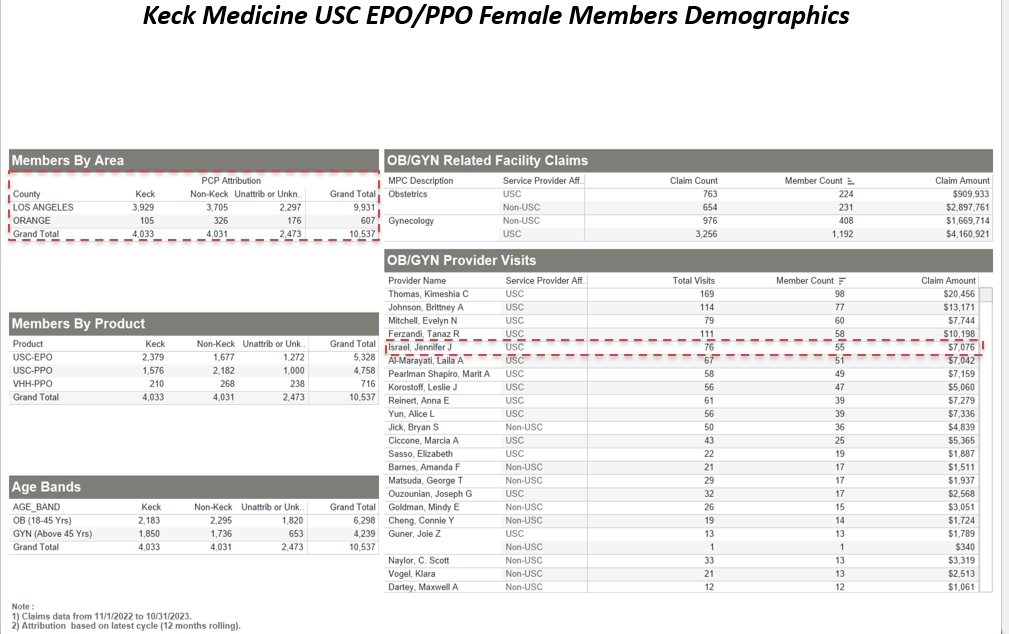 Keck Medicine USC EPO/PPO Female Members Demographics
Members By Area
PCP Attribution
County Keck Non-Keck Unattrib or Unkn.. Grand Total
LOS ANGELES 3,929 3,705 2,297 9,931
ORANGE 105 326 176 607
Grand Total 4,033 4,031 2,473 10,537
Members By Product
Product Keck Non-Keck Unattrib or Unk.. Grand Total
USC-EPO 2,379 1,677 1,272 5,328
USC-PPO 1,576 2,182 1,000 4,758
VHH-PPO 210 268 238 716
Grand Total 4,033 4,031 2,473 10,537
Age Bands
AGE_BAND Keck Non-Keck Unattrib or Unk.. Grand Total
OB (18-45 Yrs) 2,183 2,295 1,820 6,298
GYN (Above 45 Yrs) 1,850 1,736 653 4,239
Grand Total 4,033 4,031 2,473 10,537
OB/GYN Related Facility Claims
MPC Description Service Provider Aff.. Claim Count Member Count Claim Amount
Obstetrics USC 763 224 $909,933
Non-USC 654 231 $2,897,761
Gynecology Non-USC 976 408 $1,669,714
USC 3,256 1,192 $4,160,921
OB/GYN Provider Visits
Provider Name Service Provider Aff.. Total Visits Member Count Claim Amount
Thomas, Kimeshia C USC 169 98 $20,456
Johnson, Brittney A USC 114 77 $13,171
Mitchell, Evelyn N USC 79 60 $7,744
Ferzandi, Tanaz R USC 111 58 $10,198
Israel, Jennifer J USC 76 55 $7,076
Al-Marayati, Laila A USC 67 51 $7,042
Pearlman Shapiro, Marit A USC 58 49 $7,159
Korostoff, Leslie J USC 56 47 $5,060
Reinert, Anna E USC 61 39 $7,279
Yun, Alice L USC 56 39 $7,336
Jick, Bryan S Non-USC 50 36 $4,839
Ciccone, Marcia A USC 43 25 $5,365
Sasso, Elizabeth USC 22 19 $1,887
Barnes, Amanda F Non-USC 21 17 $1,511
Matsuda, George T Non-USC 29 17 $1,937
Ouzounian, Joseph G USC 32 17 $2,568
Goldman, Mindy E Non-USC 26 15 $3,051
Cheng, Connie Y Non-USC 19 14 $1,724
Guner, Joie Z USC 13 13 $1,789
Non-USC 1 1 $340
Naylor, C. Scott Non-USC 33 13 $3,319
Vogel, Klara Non-USC 21 13 $2,513
Dartey, Maxwell A Non-USC 12 12 $1,061
Note :
1) Claims data from 11/1/2022 to 10/31/2023.
2) Attribution based on latest cycle (12 months rolling).